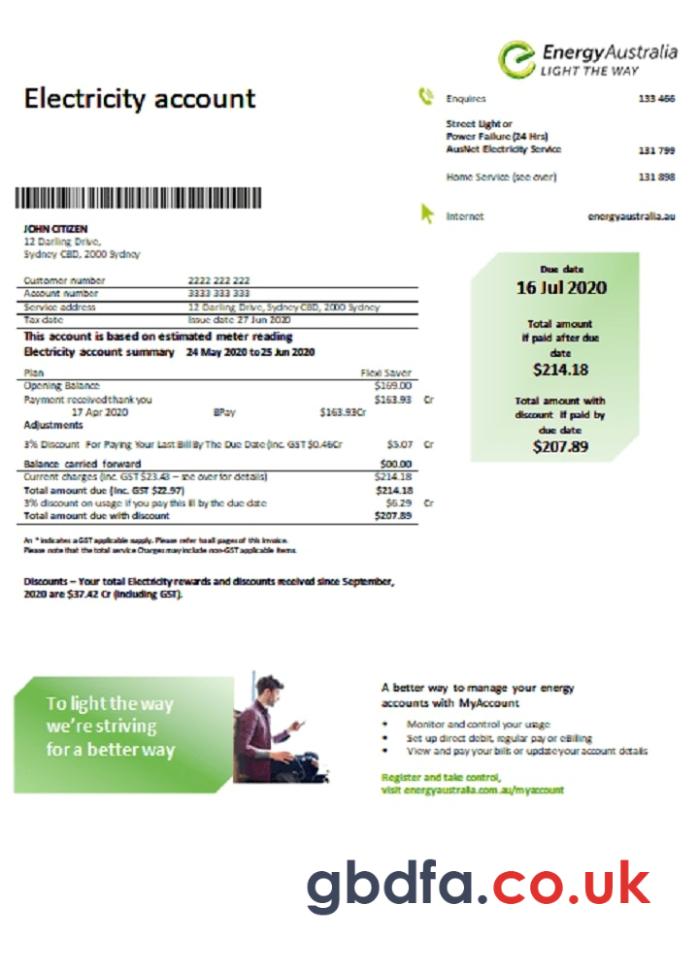 EnergyAustralia
LIGHT THE WAY
Electricity account
Enquires 133 466
Street Light or
Power Failure (24 Hrs)
AusNet Electricity Service 131 799
Home Service (see over) 131 898
Internet energyaustralia.au
JOHN CITIZEN
12 Darling Drive,
Sydney CBD, 2000 Sydney
Customer number 2222 222 222
Account number 3333 333 333
Service address 12 Darling Drive, Sydney CBD, 2000 Sydney
Tax date Issue date 27 Jun 2020
This account is based on estimated meter reading
Electricity account summary 24 May 2020 to 25 Jun 2020
Plan Flexi Saver
Opening Balance $169.00
Payment received thank you $163.93 Cr
17 Apr 2020 BPay $163.93Cr
Adjustments
3% Discount For Paying Your Last Bill By The Due Date (inc. GST $0.46Cr $5.07 Cr
Balance carried forward $00.00
Current charges (inc. GST $23.43 – see over for details) $214.18
Total amount due (inc. GST $22.97) $214.18
3% discount on usage if you pay this ill by the due date $6.29 Cr
Total amount due with discount $207.89
An * indicates a GST applicable supply. Please refer to all pages of this invoice.
Please note that the total service Charges may include non-GST applicable items.
Discounts – Your total Electricity rewards and discounts received since September,
2020 are $37.42 Cr (including GST).
Due date
16 Jul 2020
Total amount
if paid after due
date
$214.18
Total amount with
discount if paid by
due date
$207.89
To light the way
we're striving
for a better way
A better way to manage your energy
accounts with MyAccount
• Monitor and control your usage
• Set up direct debit, regular pay or eBilling
• View and pay your bills or update your account details
Register and take control,
visit energyaustralia.com.au/myaccount
gbdfa.co.uk